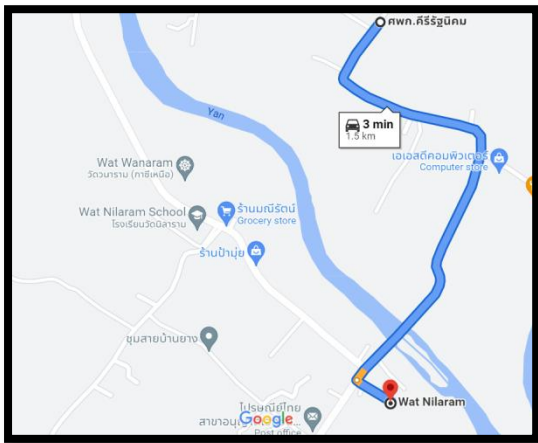 ศพก.คีรีรัฐนิคม
Yan
3 min
1.5 km
เอเอสดีคอมพิวเตอร์
Computer store
Wat Wanaram
วัดวนาราม (ทาธิเหนือ)
Wat Nilaram School
โรงเรียนวัดนิลาราม
ร้านมณีรัตน์
Grocery store
ร้านป้ามุ่ย
ชุมสายบ้านยาง
Wat Nilaram
ไปรษณีย์ไทย
Google
สาขาอนุญ
Post office